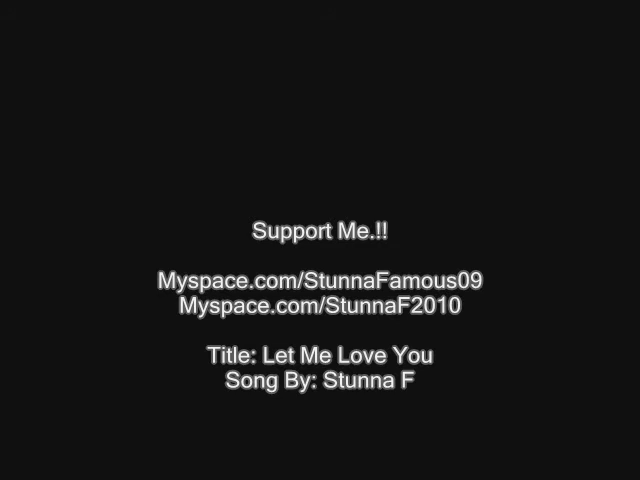 Support Me.!!
Myspace.com/StunnaFamous09
Myspace.com/StunnaF2010
Title: Let Me Love You
Song By: Stunna F